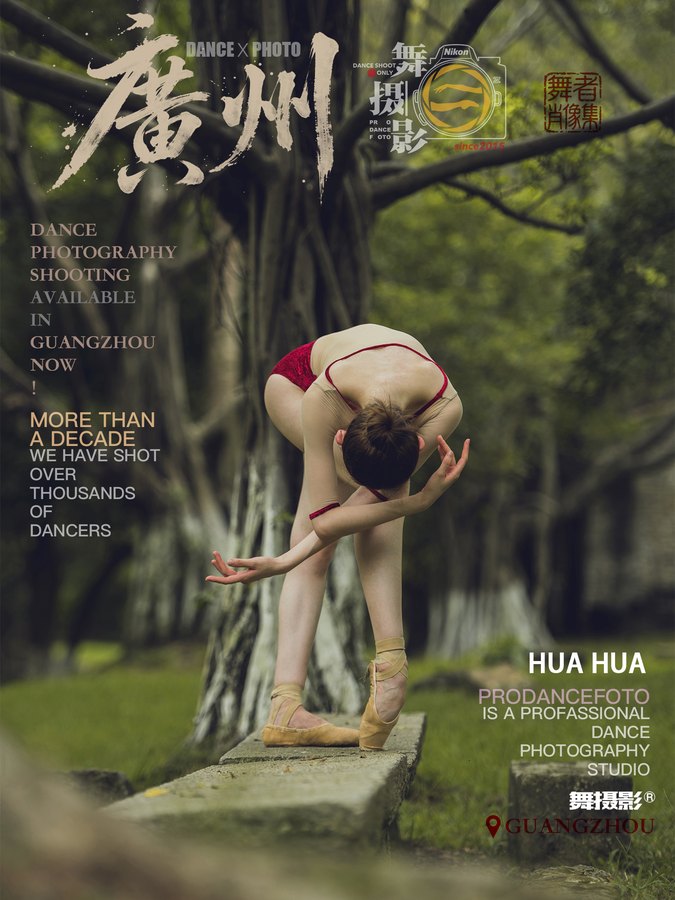 廣州
DANCE X PHOTO
DANCE SHOOT
ONLY
舞摄影
PRO
DANCE
FOTO
Nikon
since2015
舞者
肖像集
DANCE
PHOTOGRAPHY
SHOOTING
AVAILABLE
IN
GUANGZHOU
NOW
!
MORE THAN
A DECADE
WE HAVE SHOT
OVER
THOUSANDS
OF
DANCERS
HUA HUA
PRODANCEFOTO
IS A PROFASSIONAL
DANCE
PHOTOGRAPHY
STUDIO
舞摄影®
GUANGZHOU